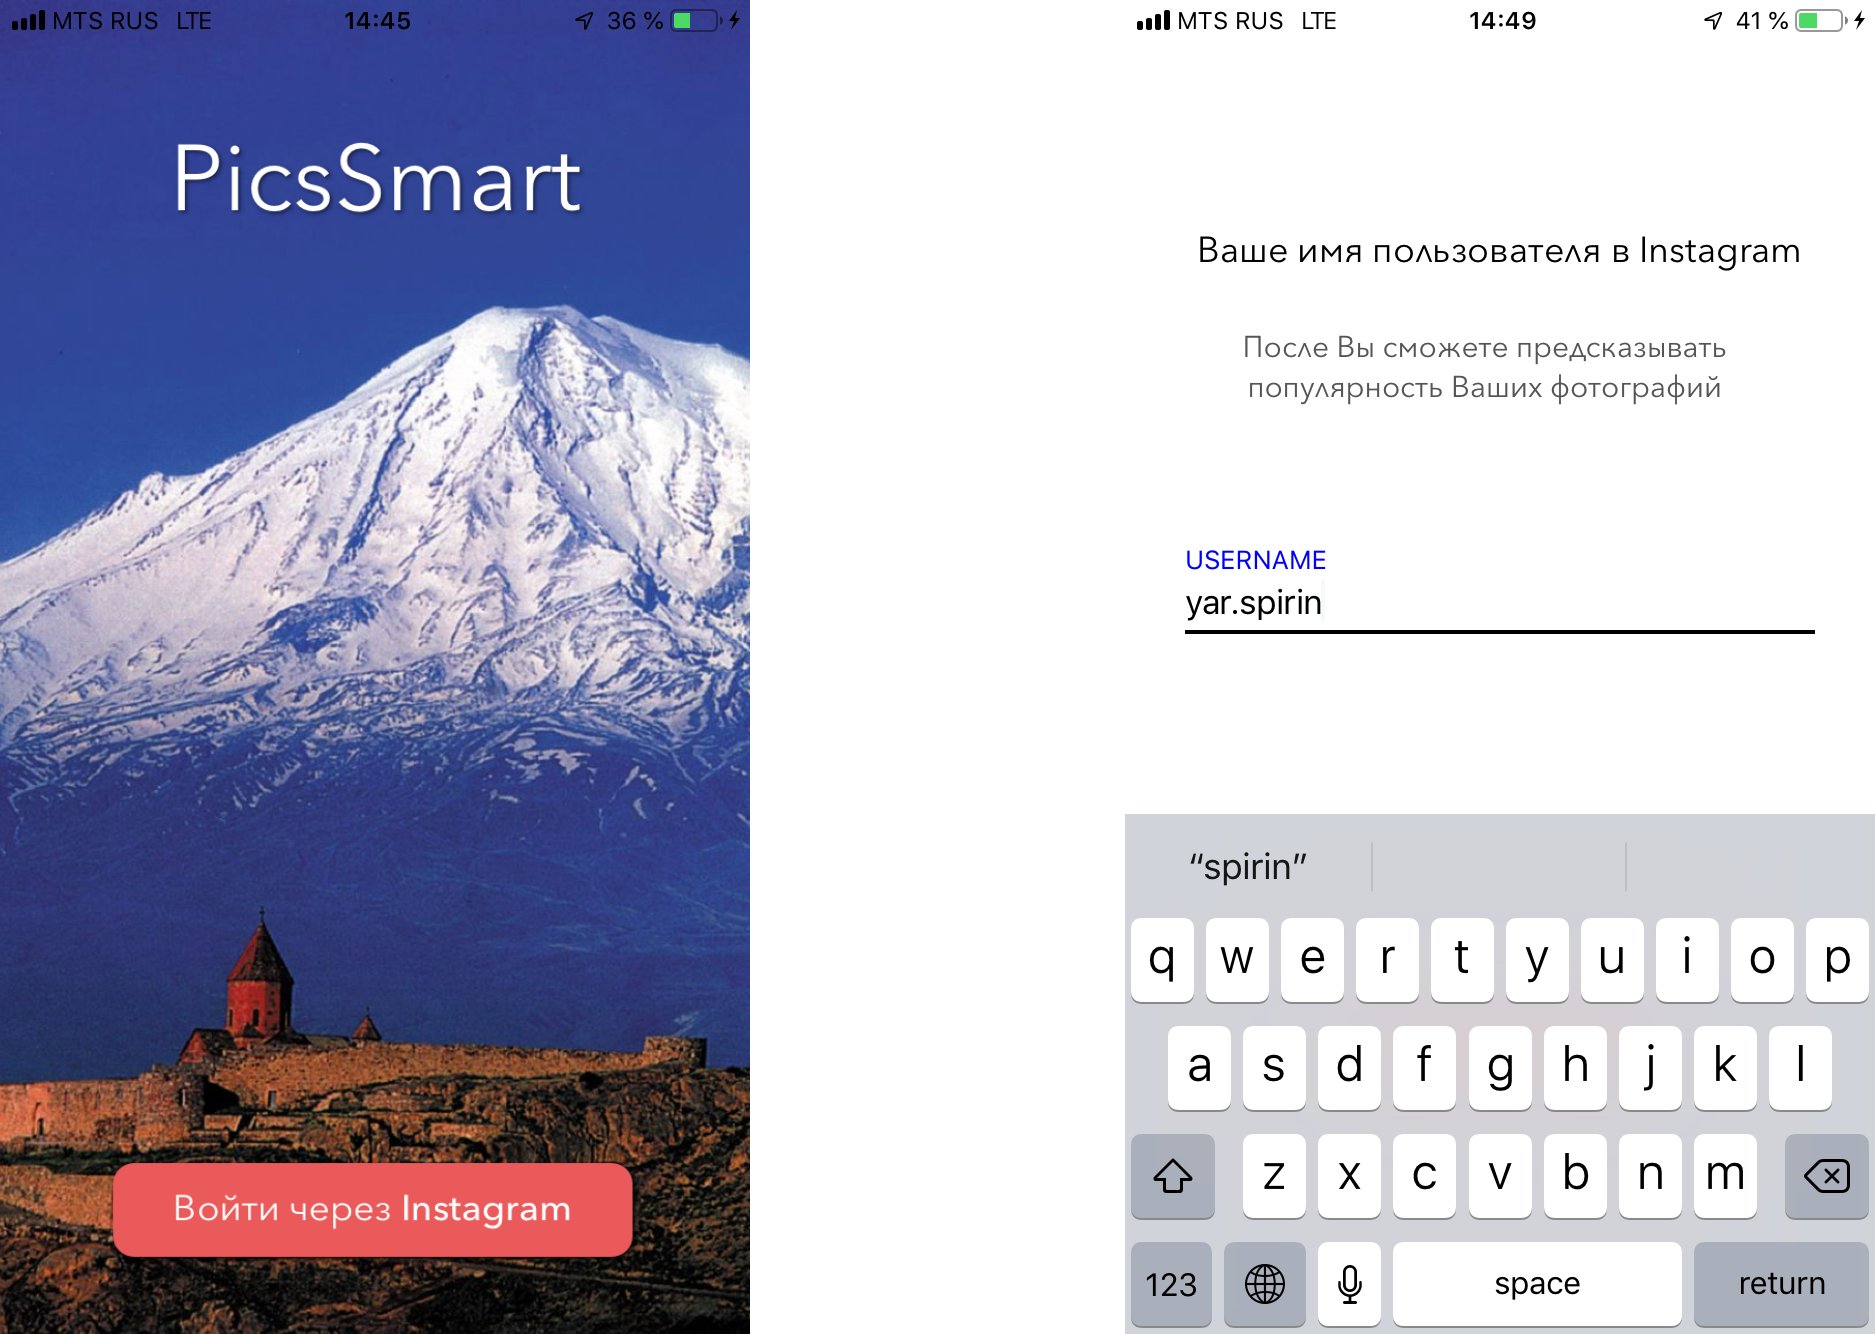 MTS RUS LTE 14:45 36 %
PicsSmart
Войти через Instagram
MTS RUS LTE 14:49 41 %
Ваше имя пользователя в Instagram
После Вы сможете предсказывать
популярность Ваших фотографий
USERNAME
yar.spirin
“spirin”
q w e r t y u i o p
a s d f g h j k l
z x c v b n m
123 space return